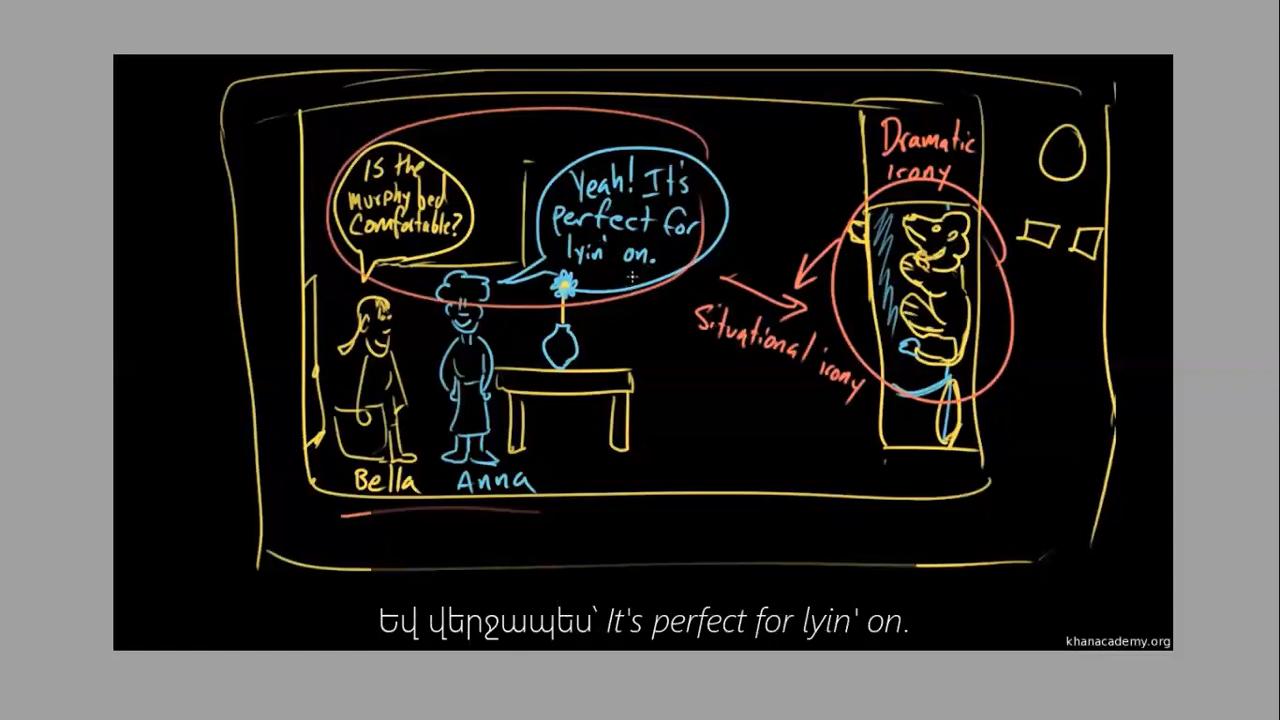 Is the
murphy bed
Comfortable?
Yeah! It's
perfect for
lyin' on.
Dramatic
irony
Situational irony
Bella
Anna
Եվ վերջապես՝ It's perfect for lyin' on.
khanacademy.org